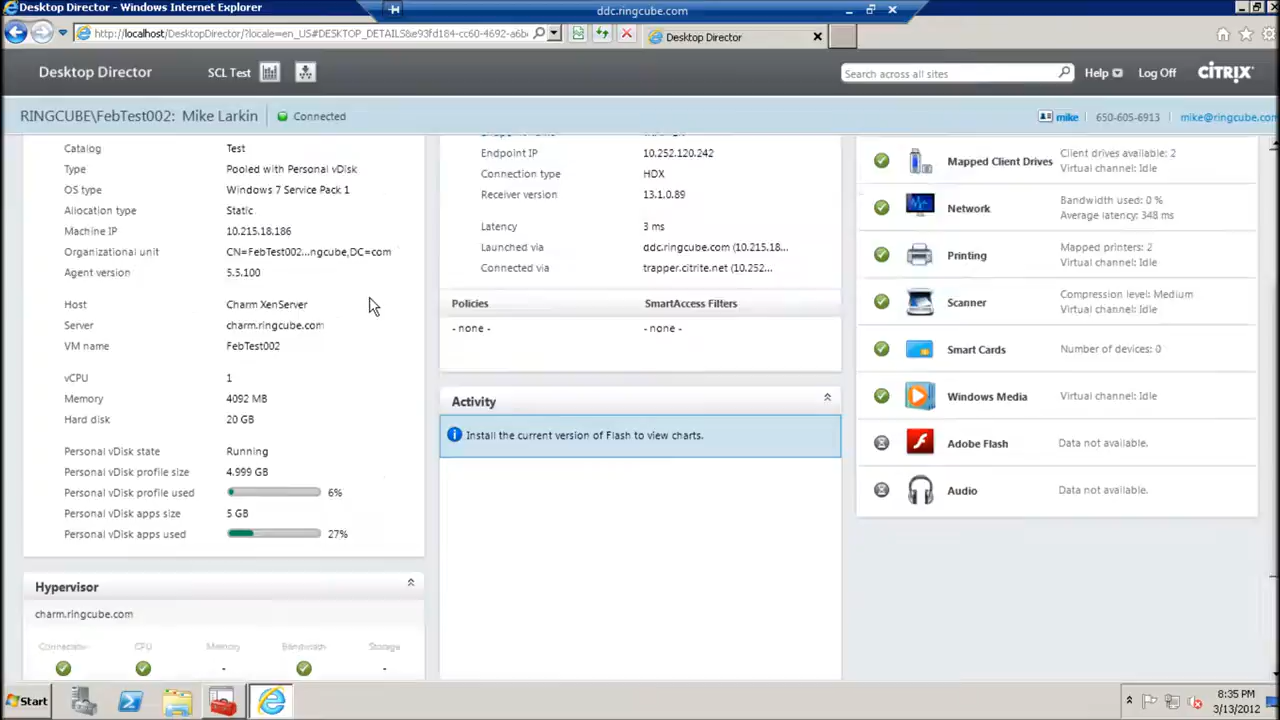 Desktop Director - Windows Internet Explorer
ddc.ringcube.com
http://localhost/DesktopDirector/?locale=en_US#DESKTOP_DETAILS&e93fd184-cc60-4692-a6b
Desktop Director
Desktop Director
SCL Test
Search across all sites
Help
Log Off
CITRIX
RINGCUBE\FebTest002: Mike Larkin
Connected
mike
650-605-6913
mike@ringcube.com
Catalog Test
Type Pooled with Personal vDisk
OS type Windows 7 Service Pack 1
Allocation type Static
Machine IP 10.215.18.186
Organizational unit CN=FebTest002...ngcube,DC=com
Agent version 5.5.100
Host Charm XenServer
Server charm.ringcube.com
VM name FebTest002
vCPU 1
Memory 4092 MB
Hard disk 20 GB
Personal vDisk state Running
Personal vDisk profile size 4.999 GB
Personal vDisk profile used 6%
Personal vDisk apps size 5 GB
Personal vDisk apps used 27%
Hypervisor
charm.ringcube.com
CPU Memory Bandwidth Storage
- -
Endpoint IP 10.252.120.242
Connection type HDX
Receiver version 13.1.0.89
Latency 3 ms
Launched via ddc.ringcube.com (10.215.18...
Connected via trapper.citrite.net (10.252...
Policies SmartAccess Filters
- none - - none -
Activity
Install the current version of Flash to view charts.
Mapped Client Drives
Client drives available: 2
Virtual channel: Idle
Network
Bandwidth used: 0 %
Average latency: 348 ms
Printing
Mapped printers: 2
Virtual channel: Idle
Scanner
Compression level: Medium
Virtual channel: Idle
Smart Cards
Number of devices: 0
Windows Media
Virtual channel: Idle
Adobe Flash
Data not available.
Audio
Data not available.
Start
8:35 PM
3/13/2012